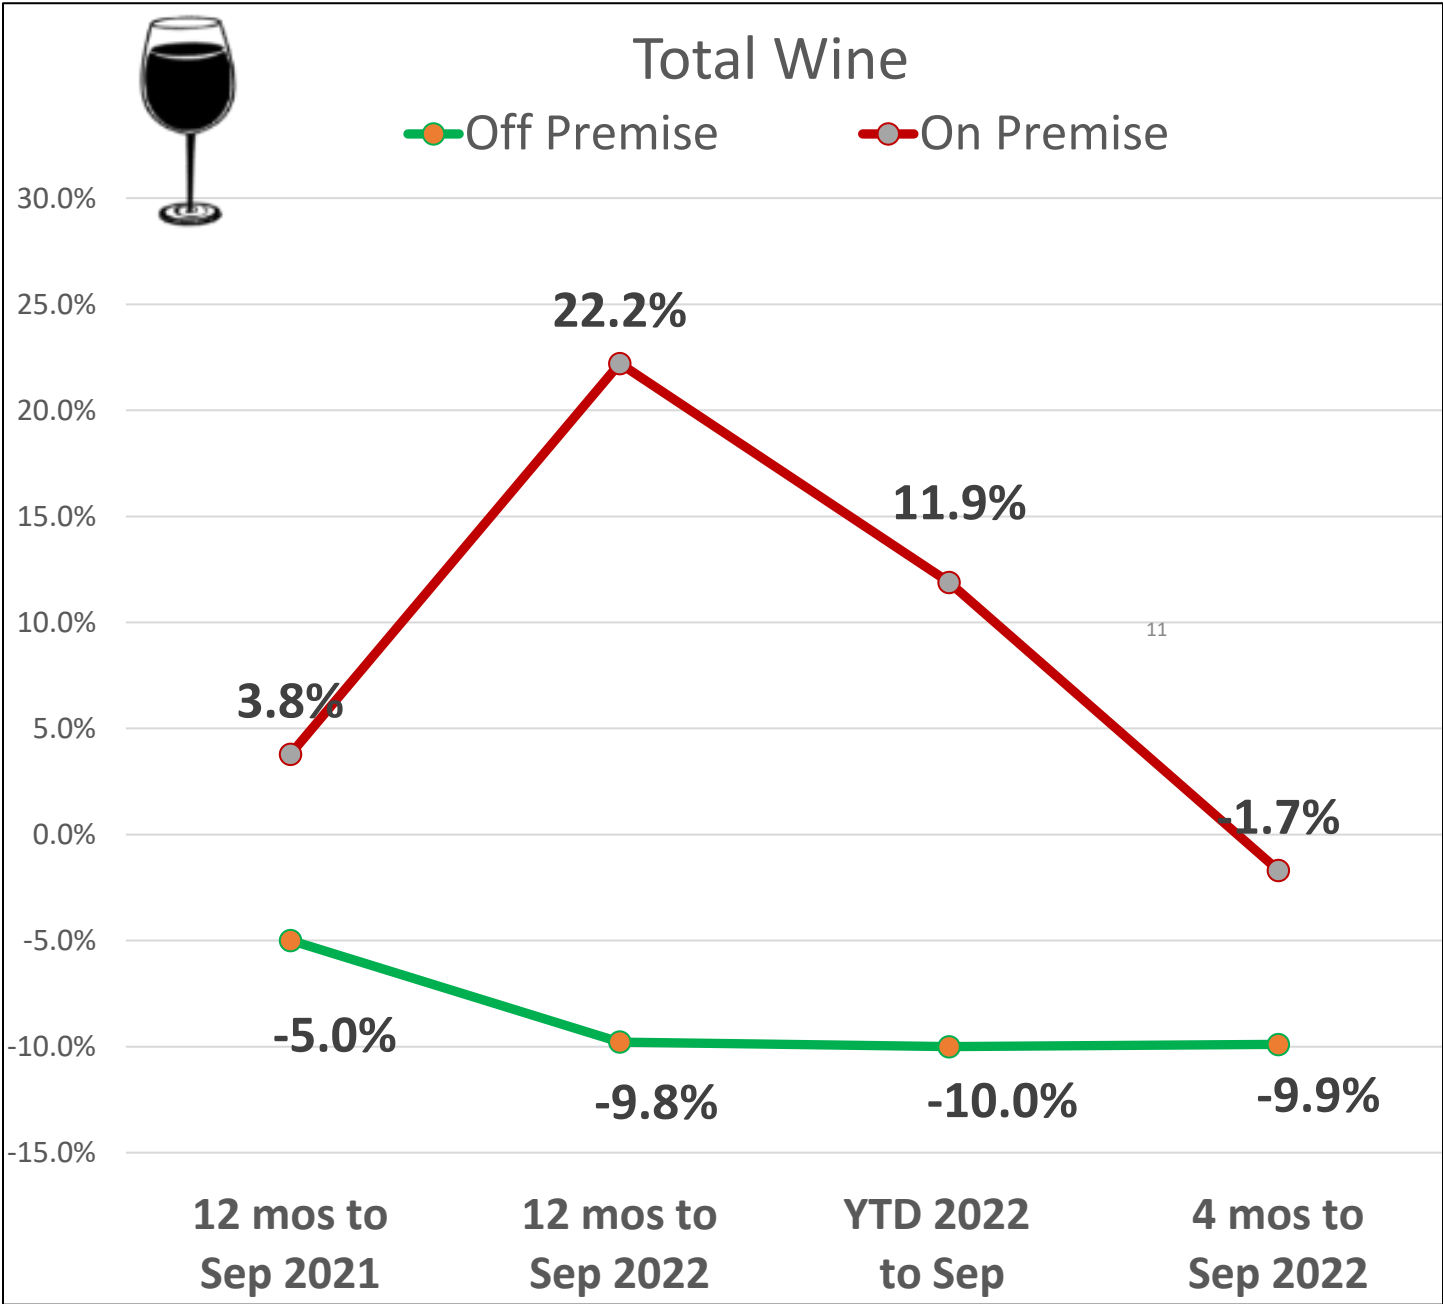 Total Wine
Off Premise On Premise
30.0%
25.0%
22.2%
20.0%
15.0%
11.9%
10.0%
11
3.8%
5.0%
-1.7%
0.0%
-5.0%
-5.0%
-10.0%
-9.8%
-10.0%
-9.9%
-15.0%
12 mos to
Sep 2021
12 mos to
Sep 2022
YTD 2022
to Sep
4 mos to
Sep 2022